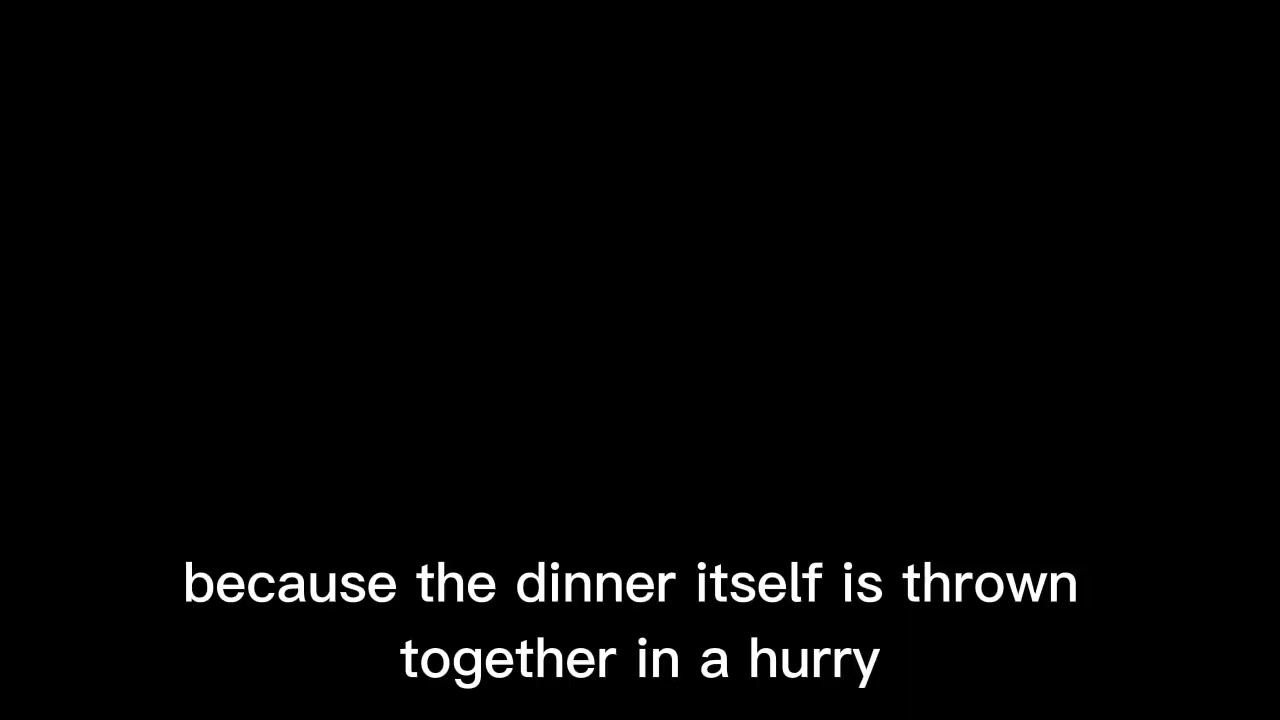 because the dinner itself is thrown
together in a hurry